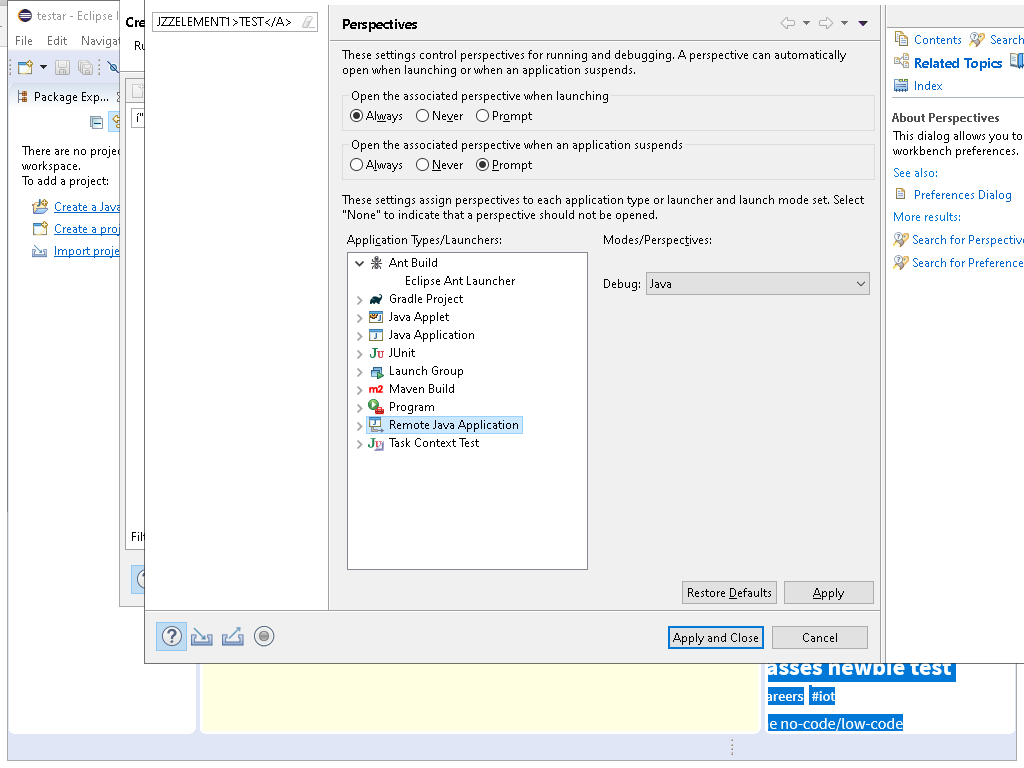 testar - Eclipse I
File Edit Navigat
Package Exp...
There are no projec
workspace.
To add a project:
Create a Java
Create a proj
Import proje
Cre
Ru
Filt
JZZELEMENT1>TEST</A>
Perspectives
These settings control perspectives for running and debugging. A perspective can automatically
open when launching or when an application suspends.
Open the associated perspective when launching
Always Never Prompt
Open the associated perspective when an application suspends
Always Never Prompt
These settings assign perspectives to each application type or launcher and launch mode set. Select
"None" to indicate that a perspective should not be opened.
Application Types/Launchers:
Ant Build
Eclipse Ant Launcher
Gradle Project
Java Applet
Java Application
JUnit
Launch Group
Maven Build
Program
Remote Java Application
Task Context Test
Modes/Perspectives:
Debug: Java
Restore Defaults Apply
Apply and Close Cancel
Contents Search
Related Topics
Index
About Perspectives
This dialog allows you to
workbench preferences.
See also:
Preferences Dialog
More results:
Search for Perspective
Search for Preference
asses newbie test
areers #iot
e no-code/low-code